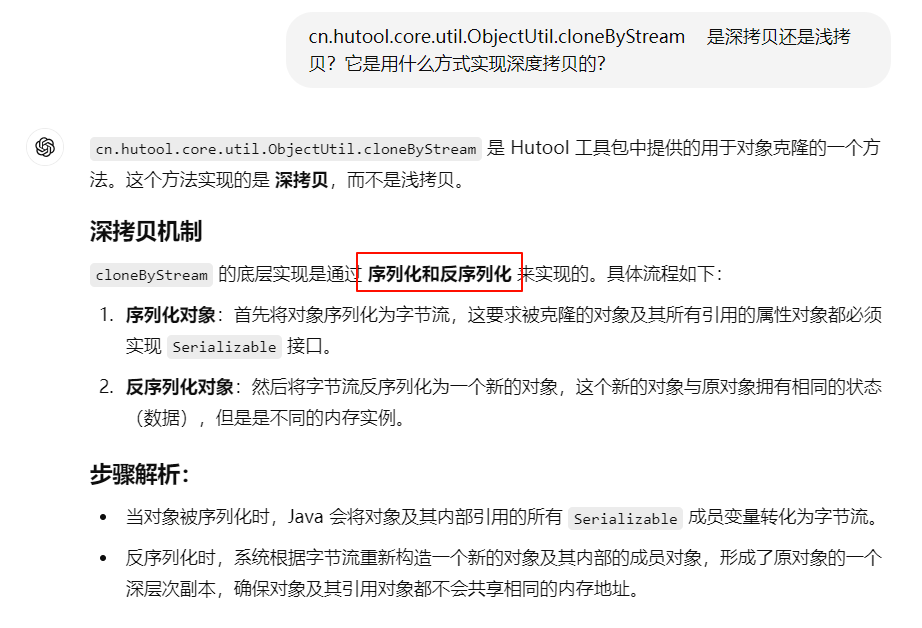 cn.hutool.core.util.ObjectUtil.cloneByStream 是深拷贝还是浅拷
贝？它是用什么方式实现深度拷贝的？
cn.hutool.core.util.ObjectUtil.cloneByStream 是 Hutool 工具包中提供的用于对象克隆的一个方
法。这个方法实现的是 深拷贝，而不是浅拷贝。
深拷贝机制
cloneByStream 的底层实现是通过 序列化和反序列化 来实现的。具体流程如下：
1. 序列化对象：首先将对象序列化为字节流，这要求被克隆的对象及其所有引用的属性对象都必须
实现 Serializable 接口。
2. 反序列化对象：然后将字节流反序列化为一个新的对象，这个新的对象与原对象拥有相同的状态
（数据），但是是不同的内存实例。
步骤解析：
• 当对象被序列化时，Java 会将对象及其内部引用的所有 Serializable 成员变量转化为字节流。
• 反序列化时，系统根据字节流重新构造一个新的对象及其内部的成员对象，形成了原对象的一个
深层次副本，确保对象及其引用对象都不会共享相同的内存地址。